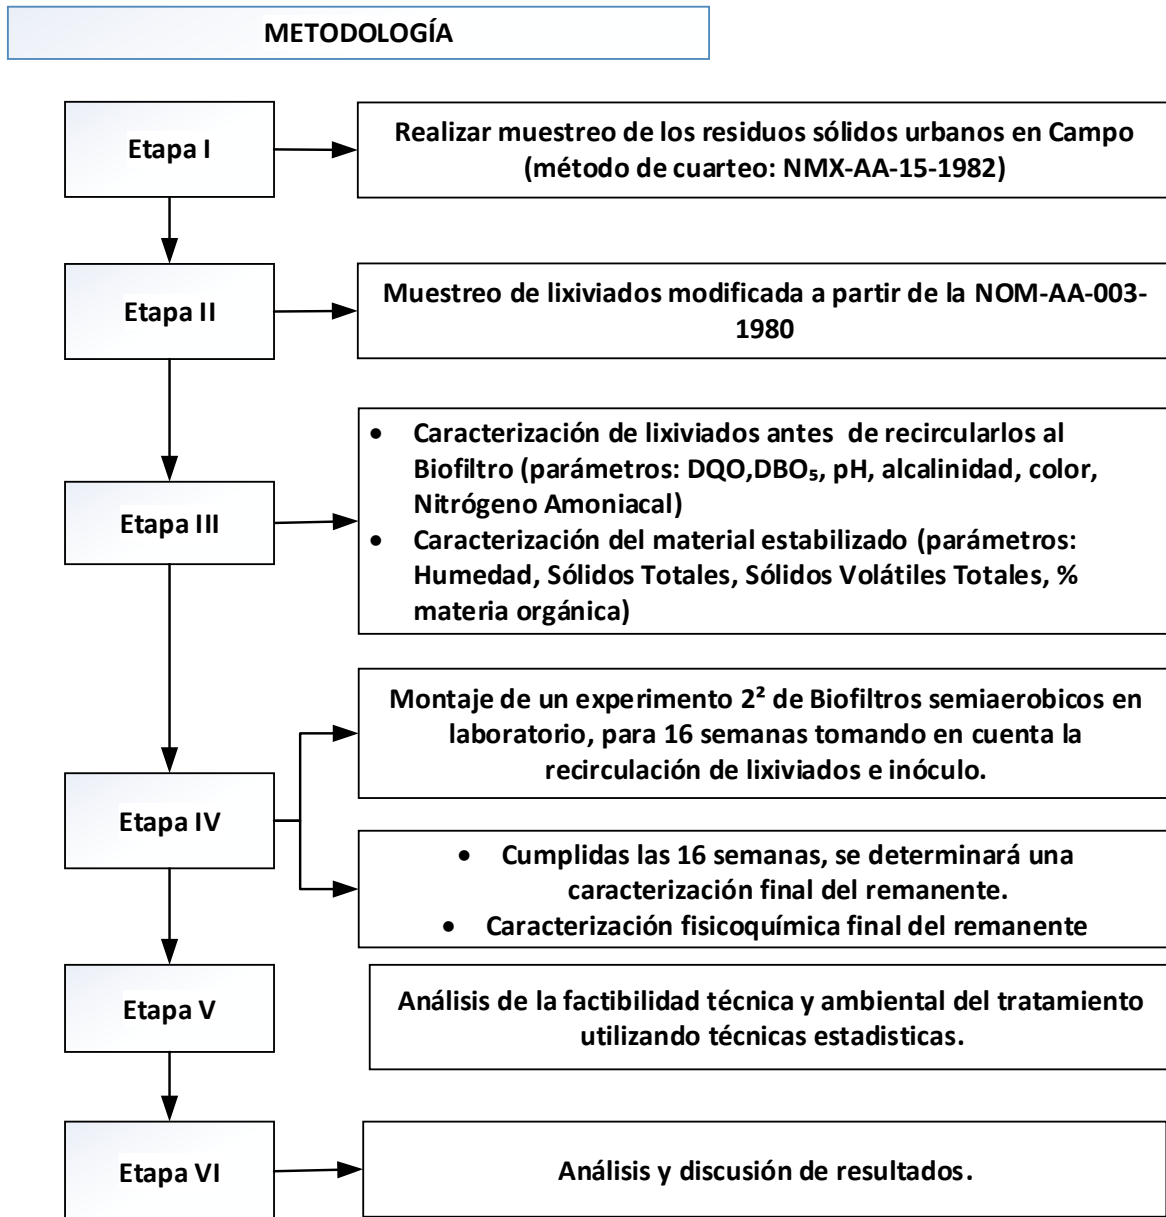 METODOLOGÍA
Etapa I
Realizar muestreo de los residuos sólidos urbanos en Campo
(método de cuarteo: NMX-AA-15-1982)
Etapa II
Muestreo de lixiviados modificada a partir de la NOM-AA-003-
1980
Etapa III
• Caracterización de lixiviados antes de recircularlos al
Biofiltro (parámetros: DQO,DBO₅, pH, alcalinidad, color,
Nitrógeno Amoniacal)
• Caracterización del material estabilizado (parámetros:
Humedad, Sólidos Totales, Sólidos Volátiles Totales, %
materia orgánica)
Etapa IV
Montaje de un experimento 2² de Biofiltros semiaerobicos en
laboratorio, para 16 semanas tomando en cuenta la
recirculación de lixiviados e inóculo.
• Cumplidas las 16 semanas, se determinará una
caracterización final del remanente.
• Caracterización fisicoquímica final del remanente
Etapa V
Análisis de la factibilidad técnica y ambiental del tratamiento
utilizando técnicas estadisticas.
Etapa VI
Análisis y discusión de resultados.